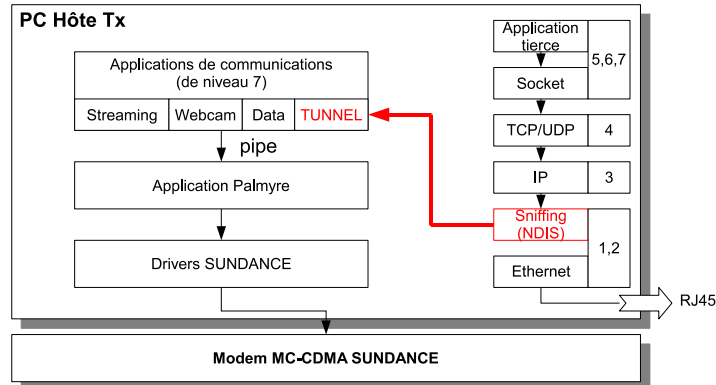 PC Hôte Tx
Applications de communications
(de niveau 7)
Streaming
Webcam
Data
TUNNEL
pipe
Application Palmyre
Drivers SUNDANCE
Application
tierce
5,6,7
Socket
TCP/UDP
4
IP
3
Sniffing
(NDIS)
1,2
Ethernet
RJ45
Modem MC-CDMA SUNDANCE